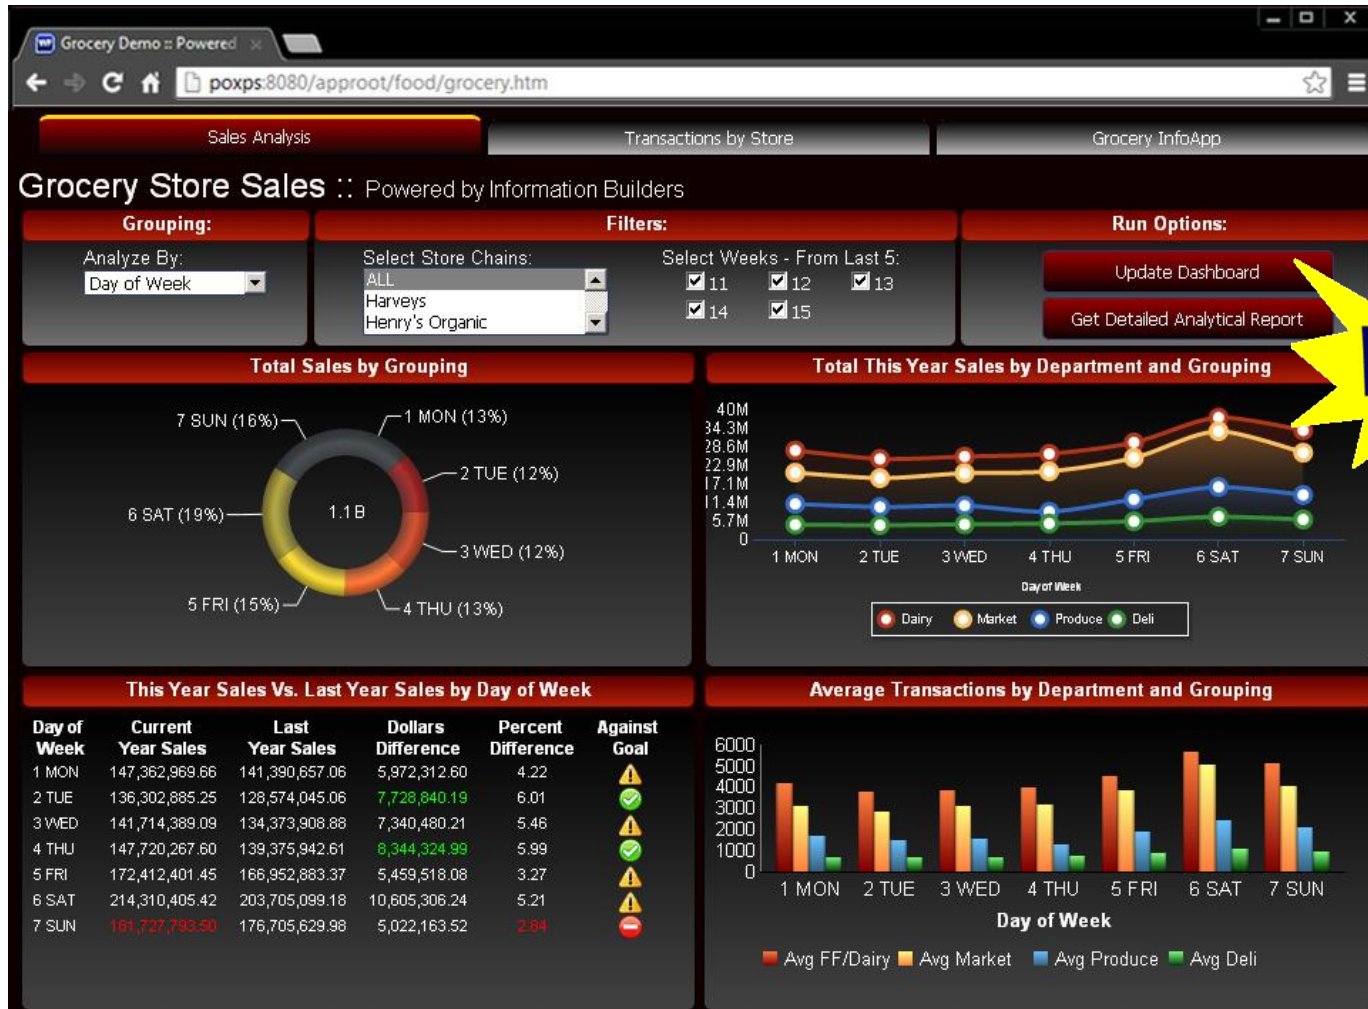 Grocery Demo :: Powered
poxps:8080/approot/food/grocery.htm
Sales Analysis Transactions by Store Grocery InfoApp
Grocery Store Sales :: Powered by Information Builders
Grouping: Filters: Run Options:
Analyze By: Select Store Chains: Select Weeks - From Last 5:
Day of Week ALL 11 12 13 Update Dashboard
Harveys
Henry's Organic 14 15 Get Detailed Analytical Report
Total Sales by Grouping
7 SUN (16%) 1 MON (13%)
2 TUE (12%)
6 SAT (19%) 1.1B
3 WED (12%)
5 FRI (15%) 4 THU (13%)
Total This Year Sales by Department and Grouping
40M
34.3M
28.6M
22.9M
17.1M
11.4M
5.7M
0
1 MON 2 TUE 3 WED 4 THU 5 FRI 6 SAT 7 SUN
Day of Week
Dairy Market Produce Deli
This Year Sales Vs. Last Year Sales by Day of Week
Day of Current Last Dollars Percent Against
Week Year Sales Year Sales Difference Difference Goal
1 MON 147,362,969.66 141,390,657.06 5,972,312.60 4.22
2 TUE 136,302,885.25 128,574,045.06 7,728,840.19 6.01
3 WED 141,714,389.09 134,373,908.88 7,340,480.21 5.46
4 THU 147,720,267.60 139,375,942.61 8,344,324.99 5.99
5 FRI 172,412,401.45 166,952,883.37 5,459,518.08 3.27
6 SAT 214,310,405.42 203,705,099.18 10,605,306.24 5.21
7 SUN 181,727,793.50 176,705,629.98 5,022,163.52 2.84
Average Transactions by Department and Grouping
6000
5000
4000
3000
2000
1000
0
1 MON 2 TUE 3 WED 4 THU 5 FRI 6 SAT 7 SUN
Day of Week
Avg FF/Dairy Avg Market Avg Produce Avg Deli